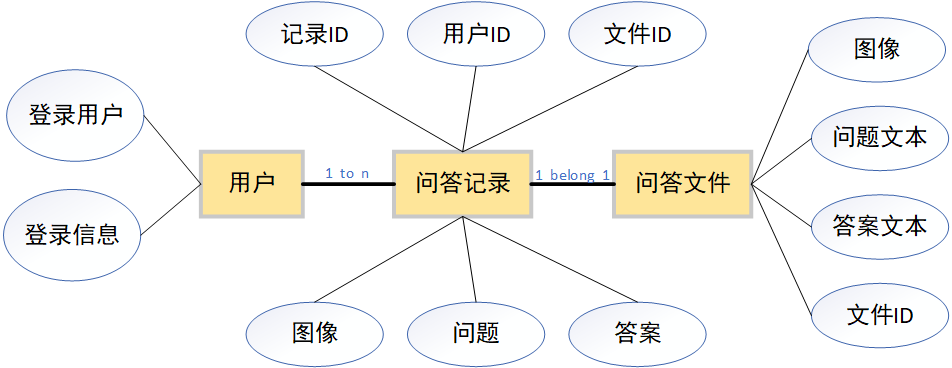 记录ID
用户ID
文件ID
图像
登录用户
问题文本
用户
1 to n
问答记录
1 belong 1
问答文件
登录信息
答案文本
文件ID
图像
问题
答案